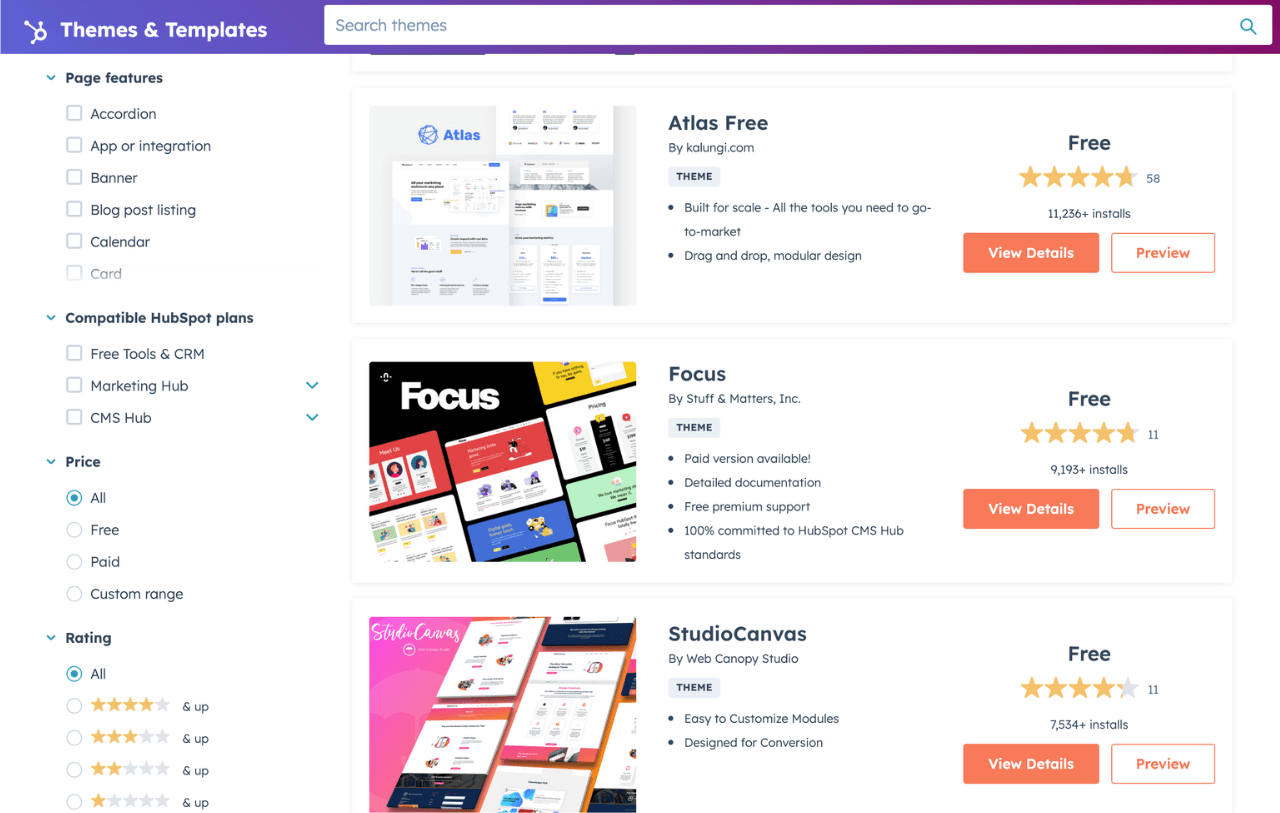 Themes & Templates
Search themes
Page features
Accordion
App or integration
Banner
Blog post listing
Calendar
Card
Compatible HubSpot plans
Free Tools & CRM
Marketing Hub
CMS Hub
Price
All
Free
Paid
Custom range
Rating
All
& up
& up
& up
& up
Atlas
Atlas Free
By kalungi.com
THEME
Built for scale - All the tools you need to go-
to-market
Drag and drop, modular design
Free
58
11,236+ installs
View Details
Preview
Focus
Pricing
Meet Us
Focus
By Stuff & Matters, Inc.
THEME
Paid version available!
Detailed documentation
Free premium support
100% committed to HubSpot CMS Hub
standards
Free
11
9,193+ installs
View Details
Preview
StudioCanvas
StudioCanvas
By Web Canopy Studio
THEME
Easy to Customize Modules
Designed for Conversion
Free
11
7,534+ installs
View Details
Preview